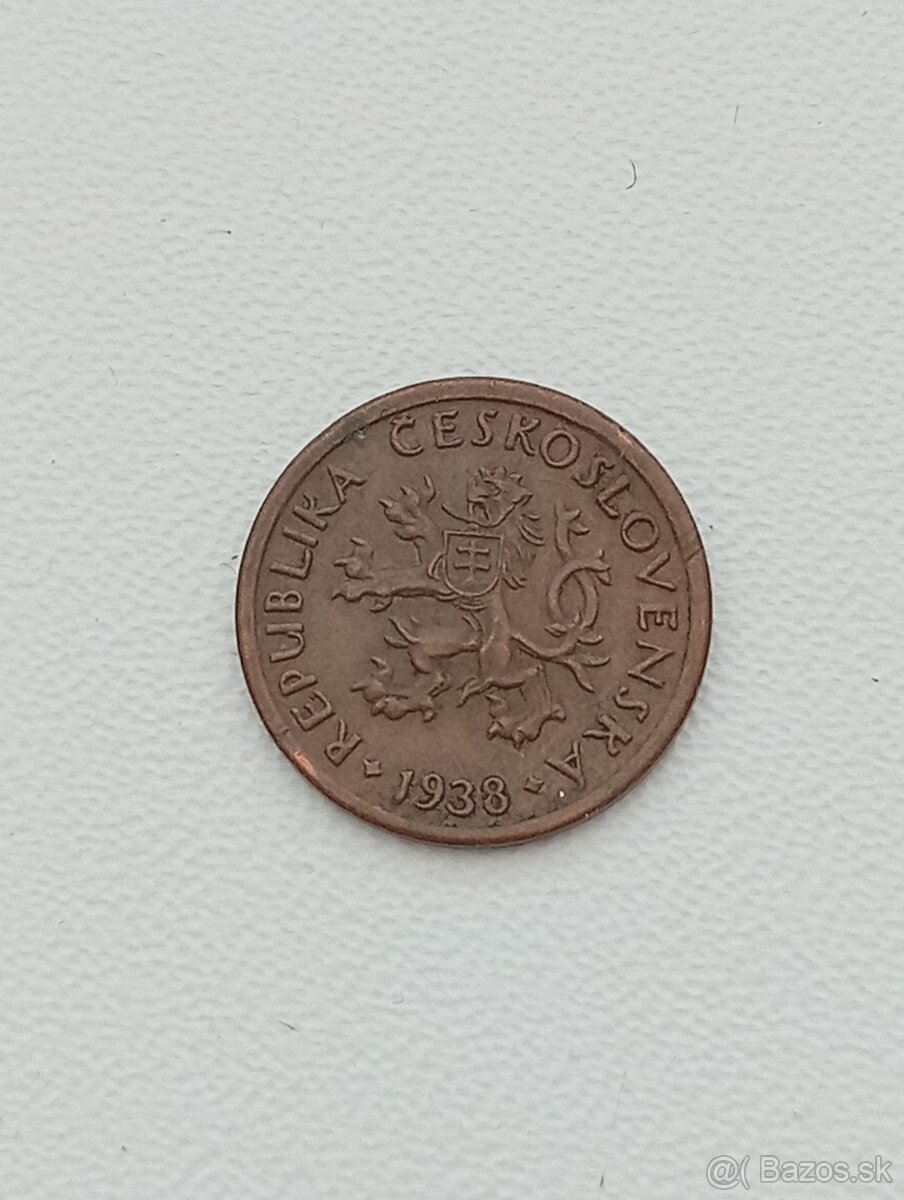 REPUBLIKA ČESKOSLOVENSKÁ
1938
@( Bazos.sk